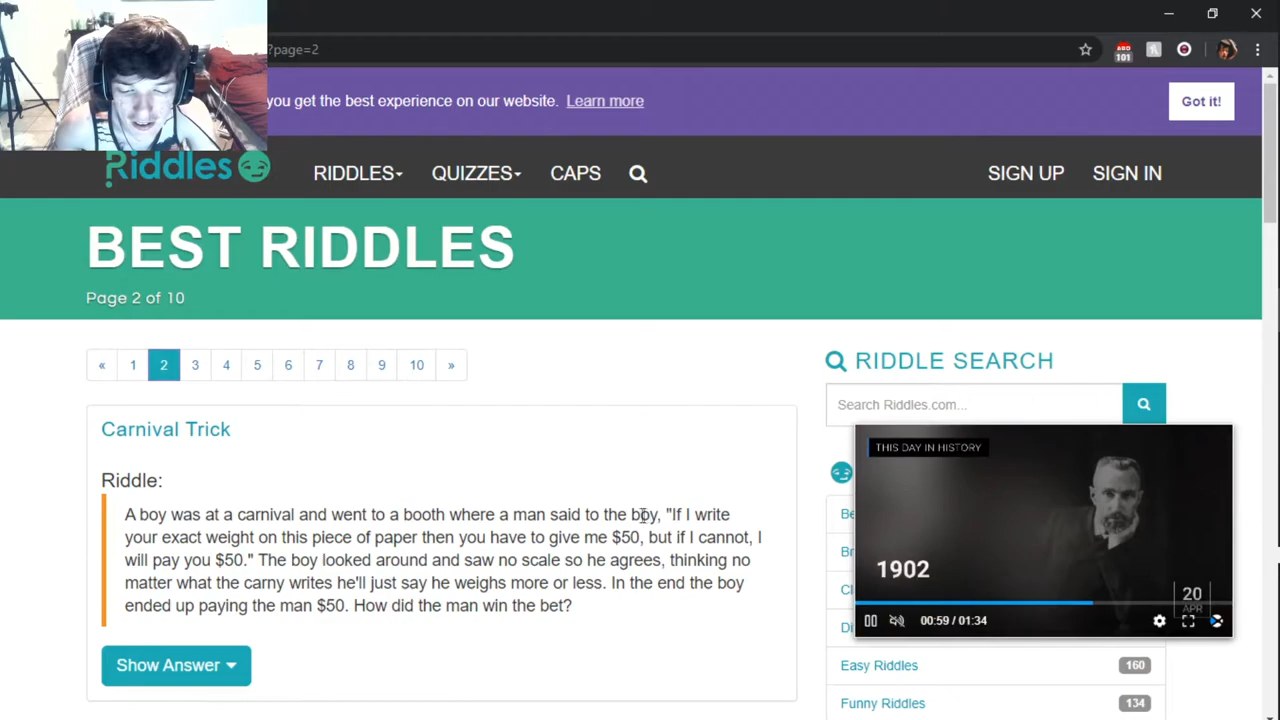 ?page=2
ABD
101
you get the best experience on our website. Learn more
Got it!
Riddles
RIDDLES
QUIZZES
CAPS
SIGN UP
SIGN IN
BEST RIDDLES
Page 2 of 10
« 1 2 3 4 5 6 7 8 9 10 »
RIDDLE SEARCH
Search Riddles.com...
Carnival Trick
Riddle:
A boy was at a carnival and went to a booth where a man said to the boy, "If I write
your exact weight on this piece of paper then you have to give me $50, but if I cannot, I
will pay you $50." The boy looked around and saw no scale so he agrees, thinking no
matter what the carny writes he'll just say he weighs more or less. In the end the boy
ended up paying the man $50. How did the man win the bet?
Show Answer
THIS DAY IN HISTORY
1902
20
APR
00:59 / 01:34
Be
Br
Cl
Di
Easy Riddles 160
Funny Riddles 134